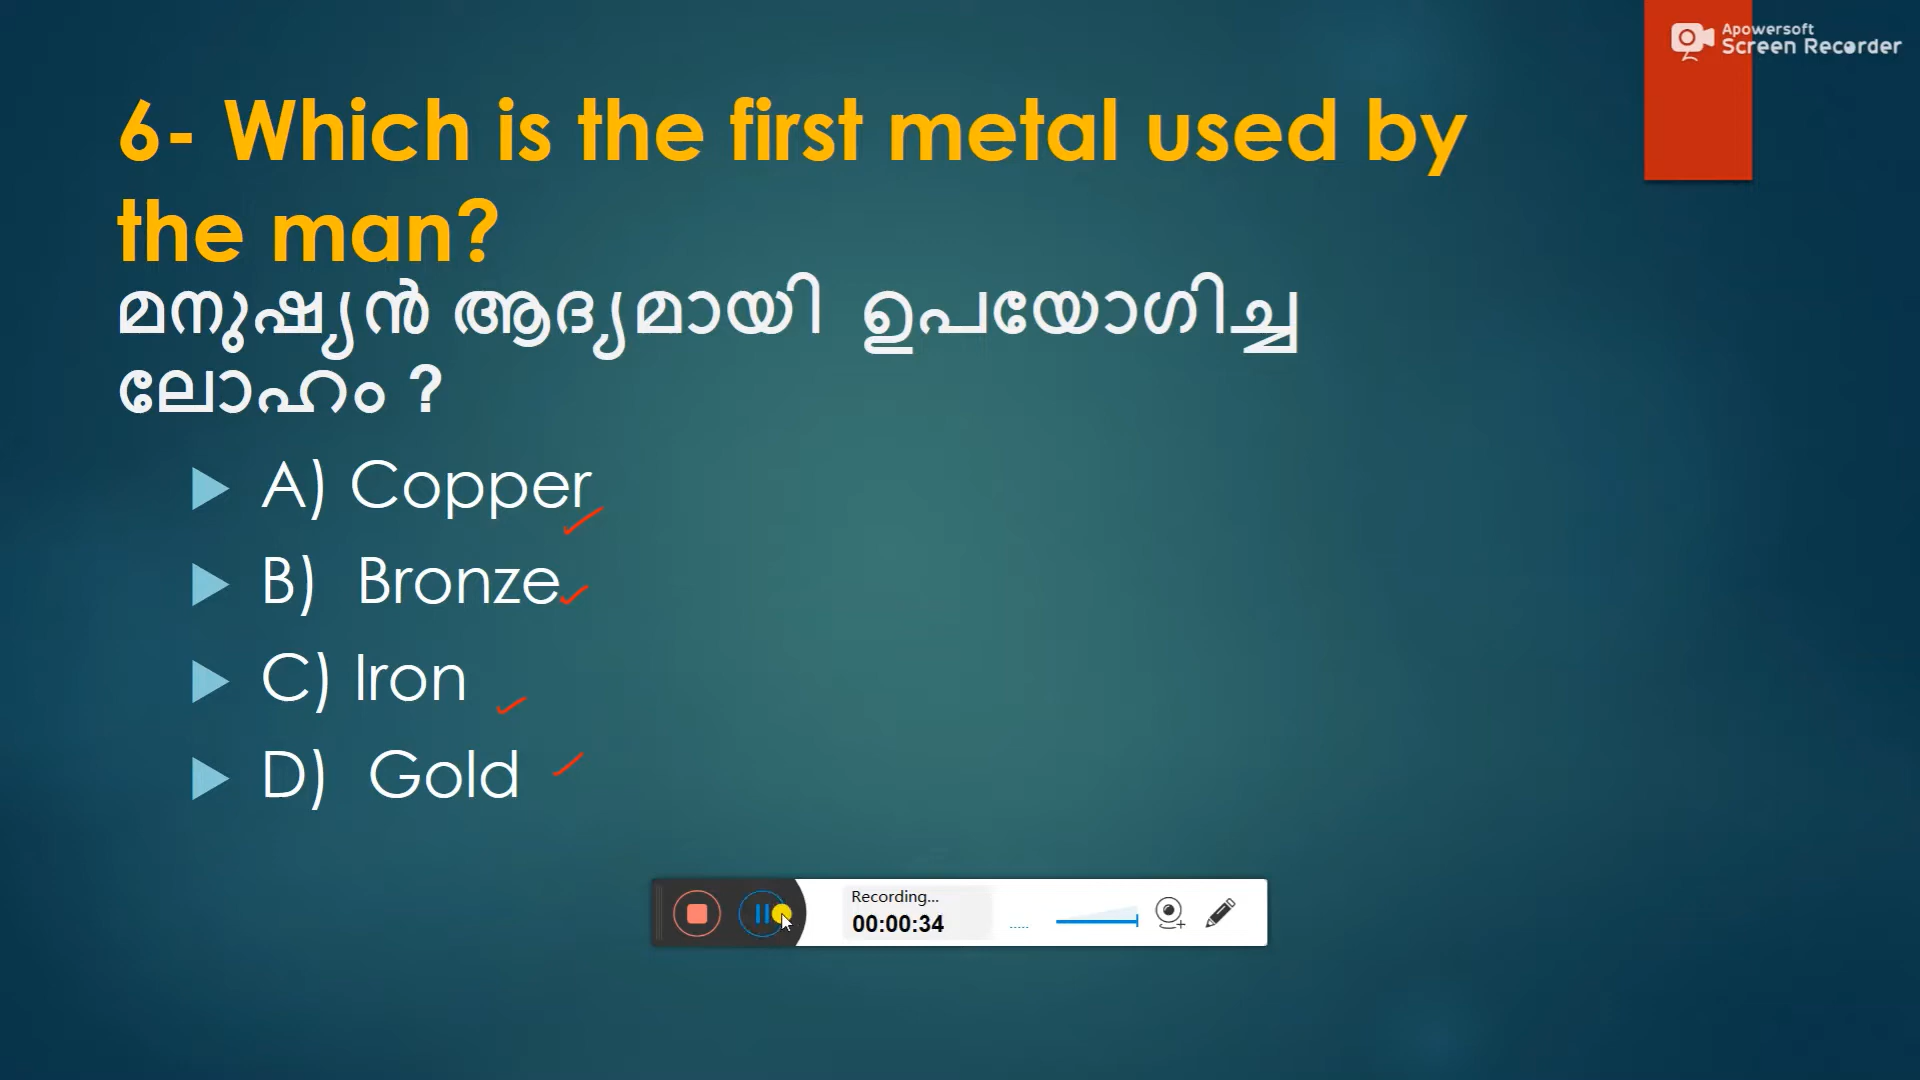 Apowersoft
Screen Recorder
6- Which is the first metal used by
the man?
മനുഷ്യൻ ആദ്യമായി ഉപയോഗിച്ച
ലോഹം ?
A) Copper
B) Bronze
C) Iron
D) Gold
Recording...
00:00:34